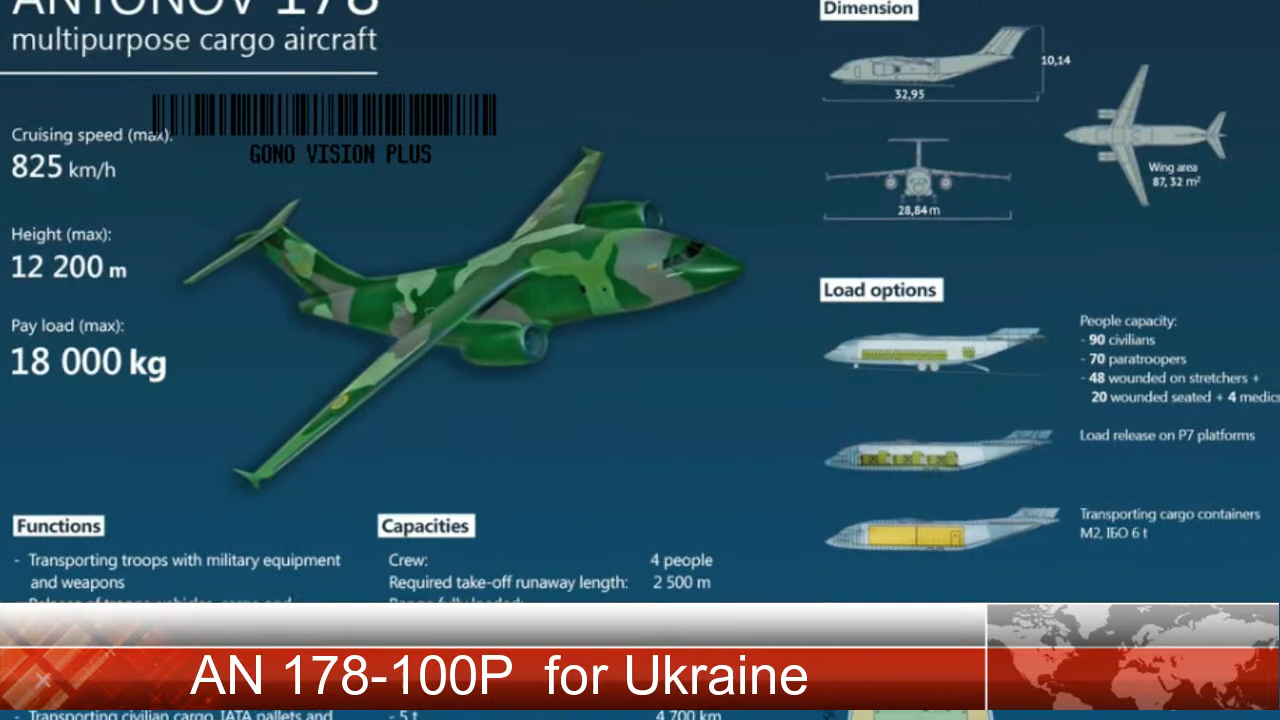 ANTONOV 178
multipurpose cargo aircraft
Cruising speed (max):
825 km/h
GONO VISION PLUS
Height (max):
12 200 m
Pay load (max):
18 000 kg
Dimension
10,14
32,95
Wing area
87, 32 m²
28,84 m
Load options
People capacity:
- 90 civilians
- 70 paratroopers
- 48 wounded on stretchers +
20 wounded seated + 4 medics
Load release on P7 platforms
Transporting cargo containers
M2, ІБО 6 t
Functions
- Transporting troops with military equipment
and weapons
Capacities
Crew: 4 people
Required take-off runaway length: 2 500 m
AN 178-100P for Ukraine
- Transporting civilian cargo, IATA pallets and
- 5 t 4 700 km